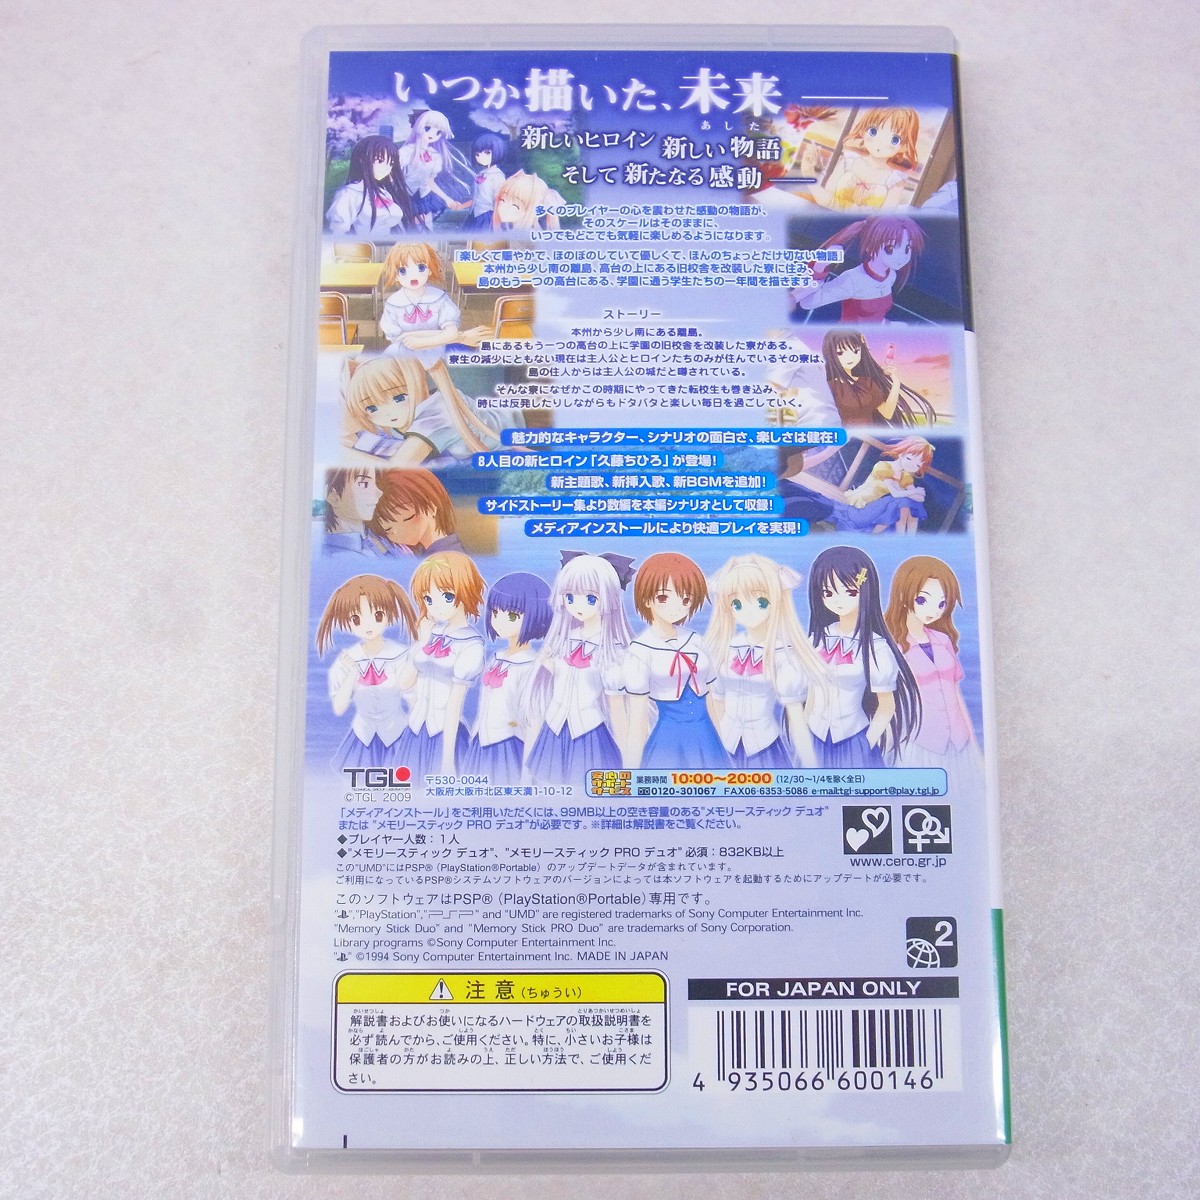 いつか描いた、未来 ――
新しいヒロイン 新しい物語
あした
そして 新たなる感動 ――
多くのプレイヤーの心を震わせた感動の物語が、
そのスケールはそのままに、
いつでもどこでも気軽に楽しめるようになります。
『楽しくて賑やかで、ほのぼのしていて優しくて、ほんのちょっとだけ切ない物語』
本州から少し南の離島、高台の上にある旧校舎を改装した寮に住み、
島のもう一つの高台にある、学園に通う学生たちの一年間を描きます。
ストーリー
本州から少し南にある離島。
島にあるもう一つの高台の上に学園の旧校舎を改装した寮がある。
寮生の減少にともない現在は主人公とヒロインたちのみが住んでいるその寮は、
島の住人からは主人公の城だと噂されている。
そんな寮になぜかこの時期にやってきた転校生も巻き込み、
時には反発したりしながらもドタバタと楽しい毎日を過ごしていく。
魅力的なキャラクター、シナリオの面白さ、楽しさは健在!
8人目の新ヒロイン「久藤ちひろ」が登場!
新主題歌、新挿入歌、新BGMを追加!
サイドストーリー集より数編を本編シナリオとして収録!
メディアインストールにより快適プレイを実現!
TGL
©TGL 2009
〒530-0044
大阪府大阪市北区東天満1-10-12
安心のサポートサービス
業務時間 10:00〜20:00 (12/30〜1/4を除く全日)
0120-301067 FAX06-6353-5086 e-mail:tgl-support@play.tgl.jp
「メディアインストール」をご利用いただくには、99MB以上の空き容量のある"メモリースティック デュオ"
または "メモリースティック PRO デュオ"が必要です。※詳細は解説書をご覧ください。
◆プレイヤー人数:1人
◆"メモリースティック デュオ"、"メモリースティック PRO デュオ" 必須:832KB以上
この"UMD"にはPSP®(PlayStation®Portable)のアップデートデータが含まれています。
ご利用になっているPSP®システムソフトウェアのバージョンによっては本ソフトウェアを起動するためにアップデートが必要です。
www.cero.gr.jp
このソフトウェアはPSP®(PlayStation®Portable)専用です。
" ","PlayStation","PSP" and "UMD" are registered trademarks of Sony Computer Entertainment Inc.
"Memory Stick Duo" and "Memory Stick PRO Duo" are trademarks of Sony Corporation.
Library programs ©Sony Computer Entertainment Inc.
" " ©1994 Sony Computer Entertainment Inc. MADE IN JAPAN
2
注意(ちゅうい)
解説書およびお使いになるハードウェアの取扱説明書を
必ず読んでから、ご使用ください。特に、小さいお子様は
保護者の方がお読みの上、正しい方法で、ご使用くだ
さい。
FOR JAPAN ONLY
4 935066 600146